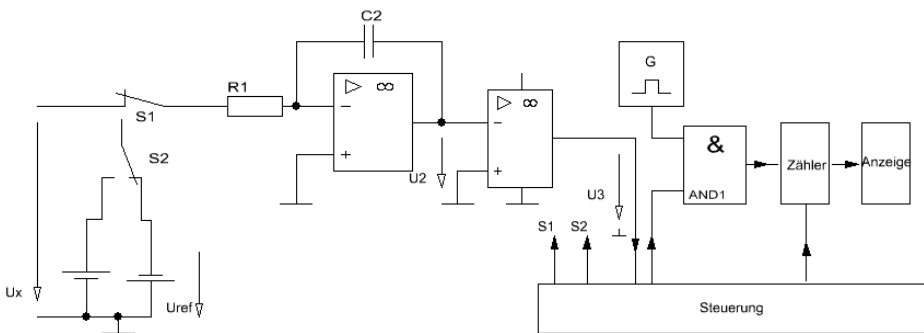 C2
R1
▷ ∞
−
+
S1
S2
U2
▷ ∞
−
+
U3
G
&
AND1
Zähler
Anzeige
S1
S2
Ux
Uref
Steuerung